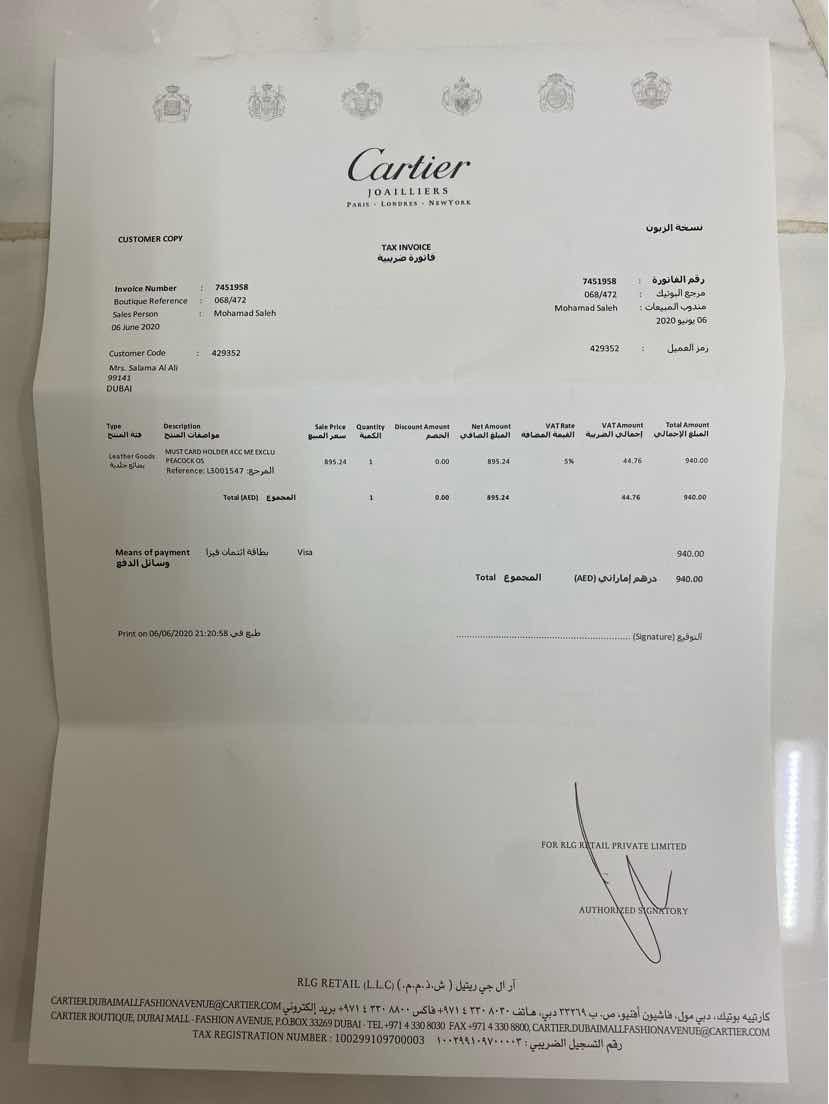 Cartier
JOAILLIERS
PARIS - LONDRES - NEWYORK
CUSTOMER COPY
نسخة الزبون
TAX INVOICE
فاتورة ضريبية
Invoice Number : 7451958
Boutique Reference : 068/472
Sales Person : Mohamad Saleh
06 June 2020
رقم الفاتورة : 7451958
مرجع البوتيك : 068/472
مندوب المبيعات : Mohamad Saleh
06 يونيو 2020
Customer Code : 429352
رمز العميل : 429352
Mrs. Salama Al Ali
99141
DUBAI
Type Description Sale Price Quantity Discount Amount Net Amount VAT Rate VAT Amount Total Amount
فئة المنتج مواصفات المنتج سعر المبيع الكمية الخصم المبلغ الصافي القيمة المضافة إجمالي الضريبة المبلغ الإجمالي
Leather Goods MUST CARD HOLDER 4CC ME EXCLU 895.24 1 0.00 895.24 5% 44.76 940.00
بضائع جلدية PEACOCK OS
Reference: L3001547 :المرجع
Total (AED) المجموع 1 0.00 895.24 44.76 940.00
Means of payment بطاقة ائتمان فيزا Visa 940.00
وسائل الدفع
Total المجموع (AED) درهم إماراتي 940.00
Print on 06/06/2020 21:20:58 طبع في
التوقيع (Signature) ........................................
FOR RLG RETAIL PRIVATE LIMITED
AUTHORIZED SIGNATORY
RLG RETAIL (L.L.C) (.ش.ذ.م.م) آر ال جي ريتيل
كارتييه بوتيك، دبي مول، فاشيون أفنيو، ص. ب ٣٣٢٦٩ دبي، هاتف ٨٠٣٠ ٣٣٠ ٤ ٩٧١+ فاكس ٨٨٠٠ ٣٣٠ ٤ ٩٧١+ بريد إلكتروني CARTIER.DUBAIMALLFASHIONAVENUE@CARTIER.COM
CARTIER BOUTIQUE, DUBAI MALL - FASHION AVENUE, P.O.BOX 33269 DUBAI - TEL +971 4 330 8030 FAX +971 4 330 8800, CARTIER.DUBAIMALLFASHIONAVENUE@CARTIER.COM
TAX REGISTRATION NUMBER : 100299109700003 رقم التسجيل الضريبي : ١٠٠٢٩٩١٠٩٧٠٠٠٠٣